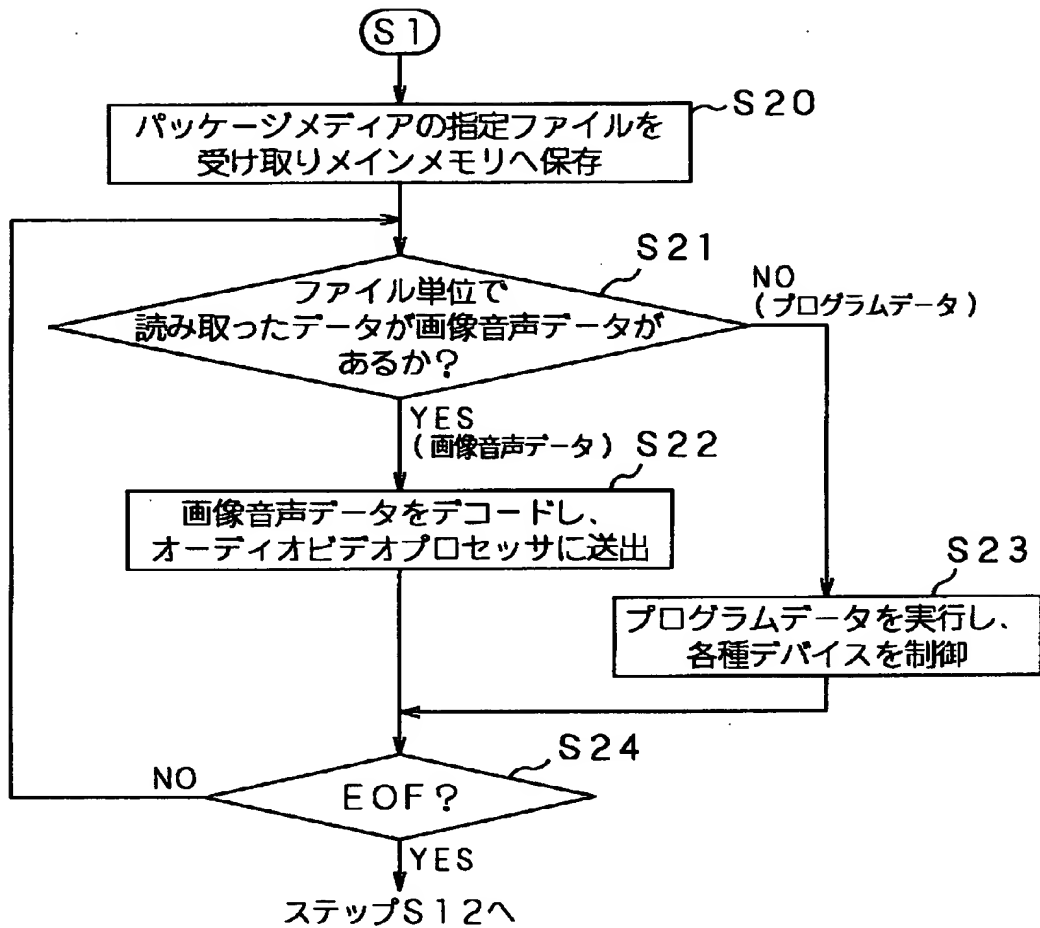 S1
S20
パッケージメディアの指定ファイルを
受け取りメインメモリへ保存
S21
ファイル単位で
読み取ったデータが画像音声データが
あるか？
NO
(プログラムデータ)
YES
(画像音声データ)
S22
画像音声データをデコードし、
オーディオビデオプロセッサに送出
S23
プログラムデータを実行し、
各種デバイスを制御
S24
EOF？
NO
YES
ステップS12へ